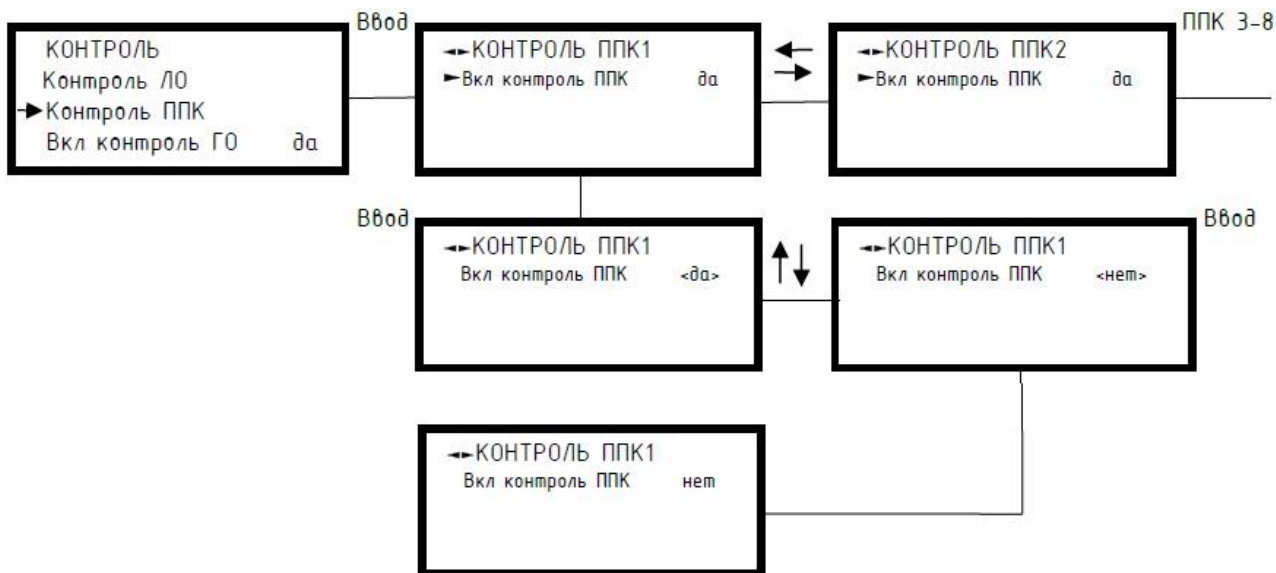 Ввод
КОНТРОЛЬ
Контроль ЛО
Контроль ППК
Вкл контроль ГО да
КОНТРОЛЬ ППК1
Вкл контроль ППК да
КОНТРОЛЬ ППК2
Вкл контроль ППК да
ППК 3-8
Ввод
КОНТРОЛЬ ППК1
Вкл контроль ППК <да>
КОНТРОЛЬ ППК1
Вкл контроль ППК <нет>
Ввод
КОНТРОЛЬ ППК1
Вкл контроль ППК нет